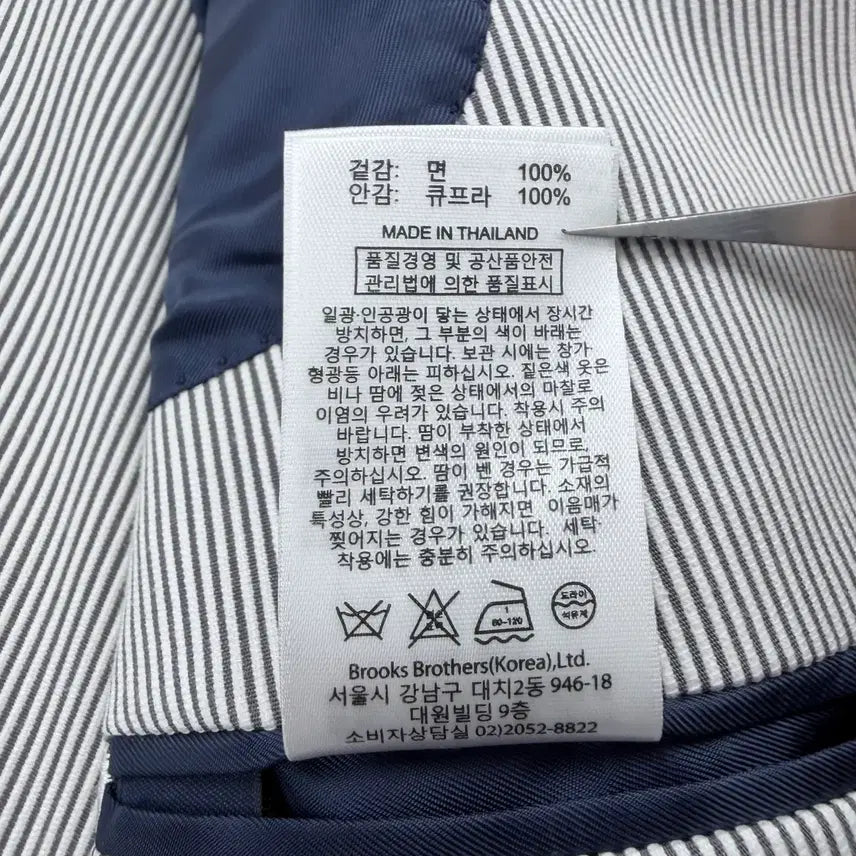 겉감: 면 100%
안감: 큐프라 100%
MADE IN THAILAND
품질경영 및 공산품안전
관리법에 의한 품질표시
일광·인공광이 닿는 상태에서 장시간
방치하면, 그 부분의 색이 바래는
경우가 있습니다. 보관 시에는 창가
형광등 아래는 피하십시오. 짙은색 옷은
비나 땀에 젖은 상태에서의 마찰로
이염의 우려가 있습니다. 착용시 주의
바랍니다. 땀이 부착한 상태에서
방치하면 변색의 원인이 되므로,
주의하십시오. 땀이 벤 경우는 가급적
빨리 세탁하기를 권장합니다. 소재의
특성상, 강한 힘이 가해지면 이음매가
찢어지는 경우가 있습니다. 세탁·
착용에는 충분히 주의하십시오.
1
80-120
드라이
석유계
Brooks Brothers(Korea),Ltd.
서울시 강남구 대치2동 946-18
대원빌딩 9층
소비자상담실 02)2052-8822